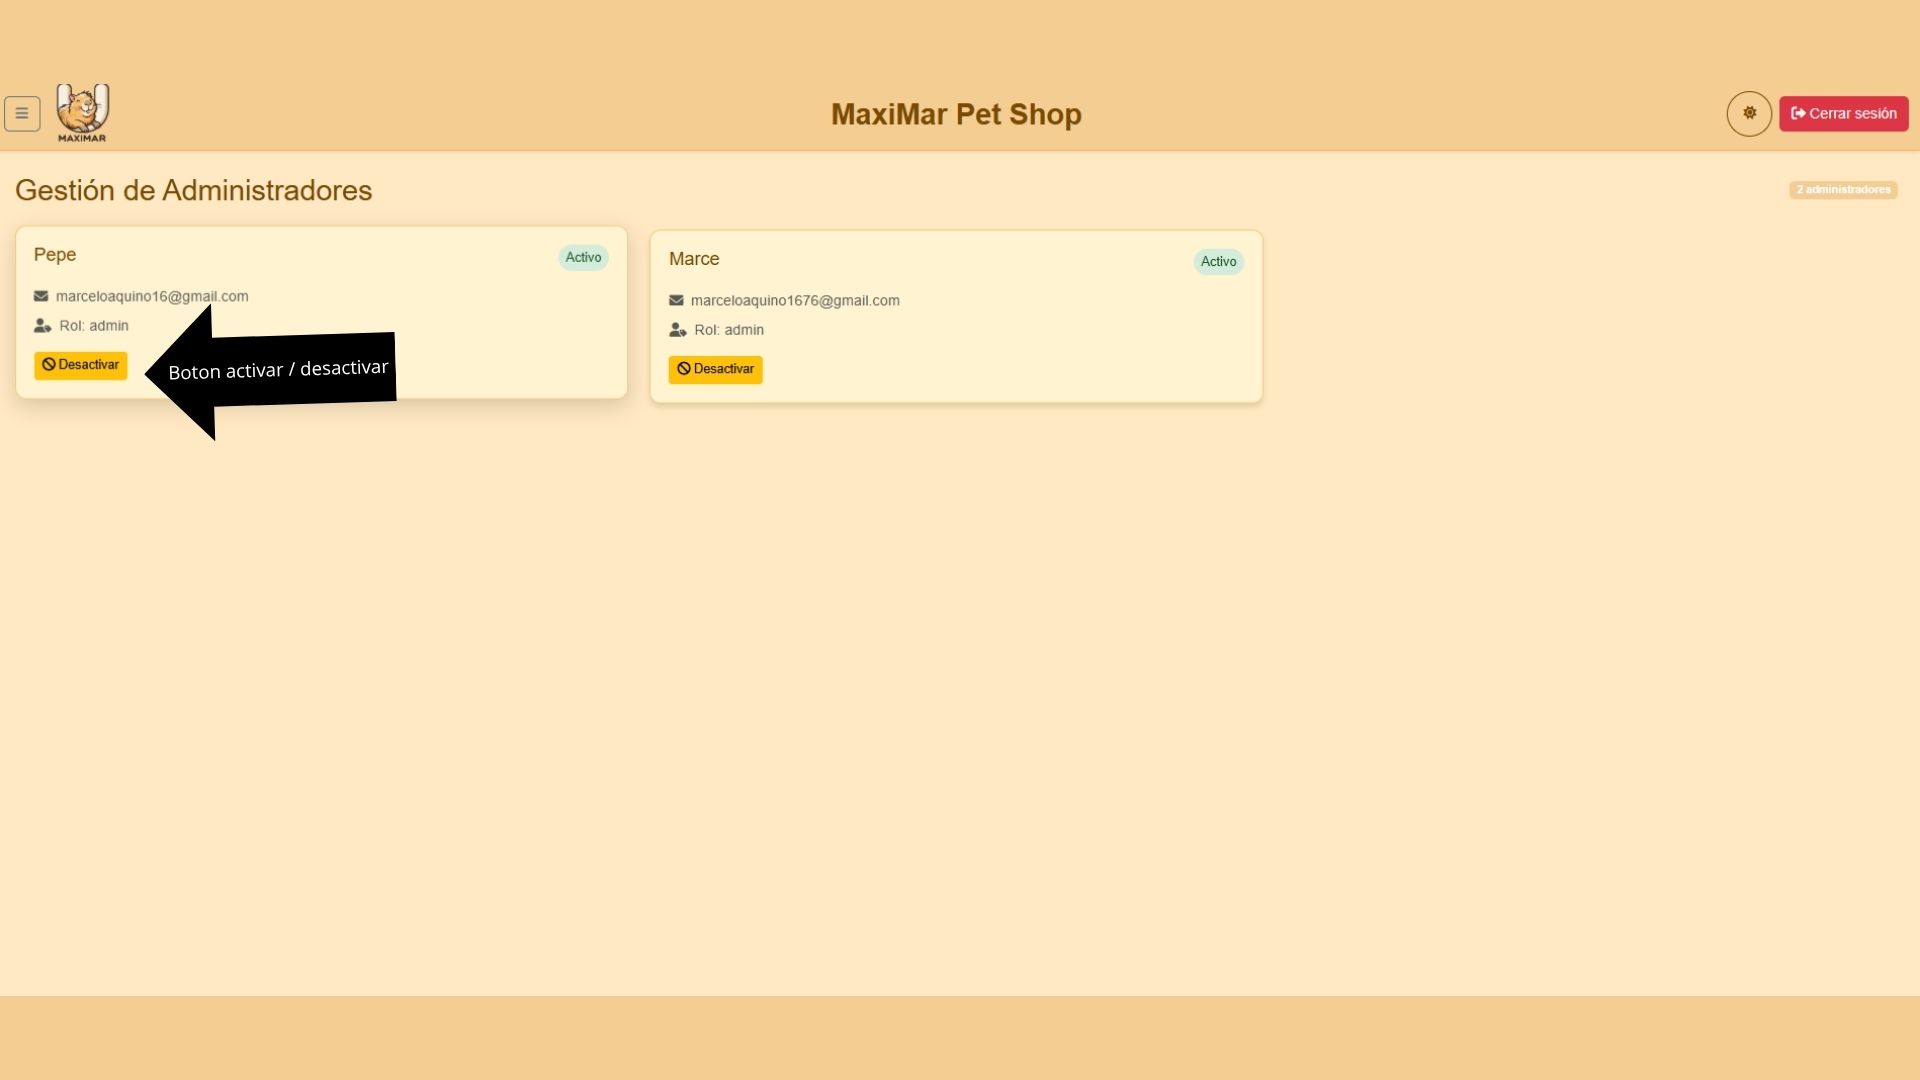 MAXIMAR
MaxiMar Pet Shop
Cerrar sesión
Gestión de Administradores
2 administradores
Pepe
Activo
marceloaquino16@gmail.com
Rol: admin
Desactivar
Boton activar / desactivar
Marce
Activo
marceloaquino1676@gmail.com
Rol: admin
Desactivar